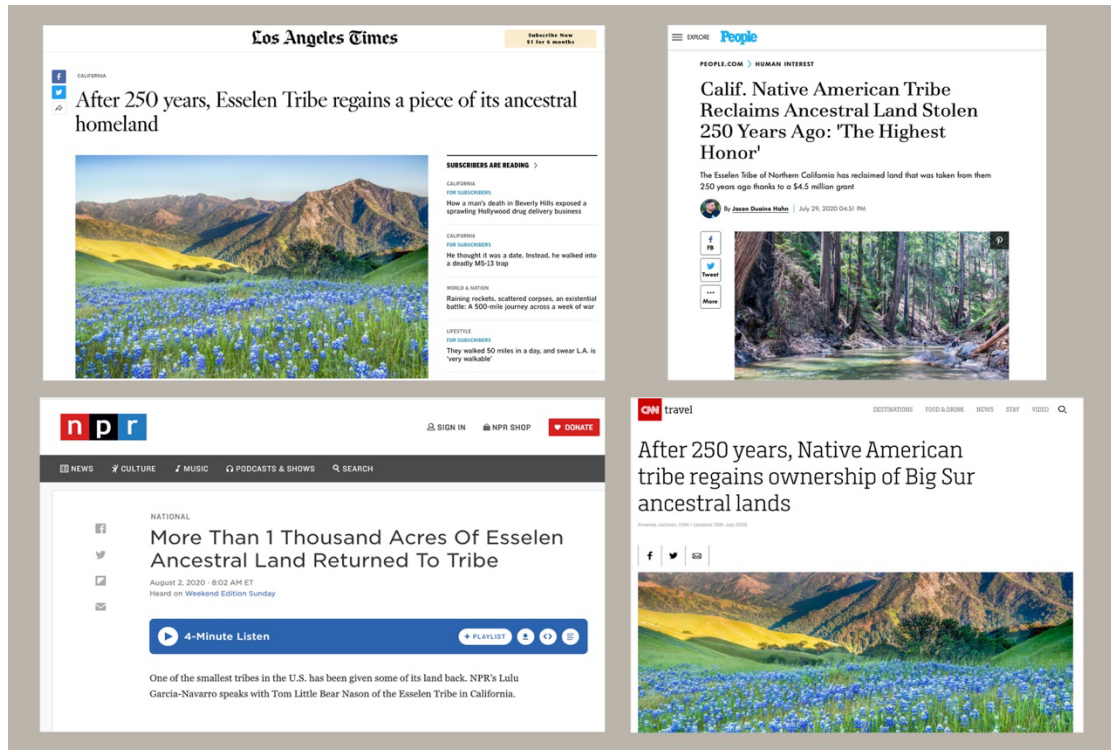 Los Angeles Times
Subscribe Now
$1 for 6 months
CALIFORNIA
After 250 years, Esselen Tribe regains a piece of its ancestral
homeland
SUBSCRIBERS ARE READING >
CALIFORNIA
FOR SUBSCRIBERS
How a man's death in Beverly Hills exposed a
sprawling Hollywood drug delivery business
CALIFORNIA
FOR SUBSCRIBERS
He thought it was a date. Instead, he walked into
a deadly MS-13 trap
WORLD & NATION
Raining rockets, scattered corpses, an existential
battle: A 500-mile journey across a week of war
LIFESTYLE
FOR SUBSCRIBERS
They walked 50 miles in a day, and swear L.A. is
'very walkable'
EXPLORE People
PEOPLE.COM > HUMAN INTEREST
Calif. Native American Tribe
Reclaims Ancestral Land Stolen
250 Years Ago: 'The Highest
Honor'
The Esselen Tribe of Northern California has reclaimed land that was taken from them
250 years ago thanks to a $4.5 million grant
By Jason Duaine Hahn | July 29, 2020 04:51 PM
FB
Tweet
More
npr
SIGN IN NPR SHOP DONATE
NEWS CULTURE MUSIC PODCASTS & SHOWS SEARCH
NATIONAL
More Than 1 Thousand Acres Of Esselen
Ancestral Land Returned To Tribe
August 2, 2020 · 8:02 AM ET
Heard on Weekend Edition Sunday
4-Minute Listen + PLAYLIST
One of the smallest tribes in the U.S. has been given some of its land back. NPR's Lulu
Garcia-Navarro speaks with Tom Little Bear Nason of the Esselen Tribe in California.
CNN travel DESTINATIONS FOOD & DRINK NEWS STAY VIDEO
After 250 years, Native American
tribe regains ownership of Big Sur
ancestral lands
Amanda Jackson, CNN • Updated 30th July 2020